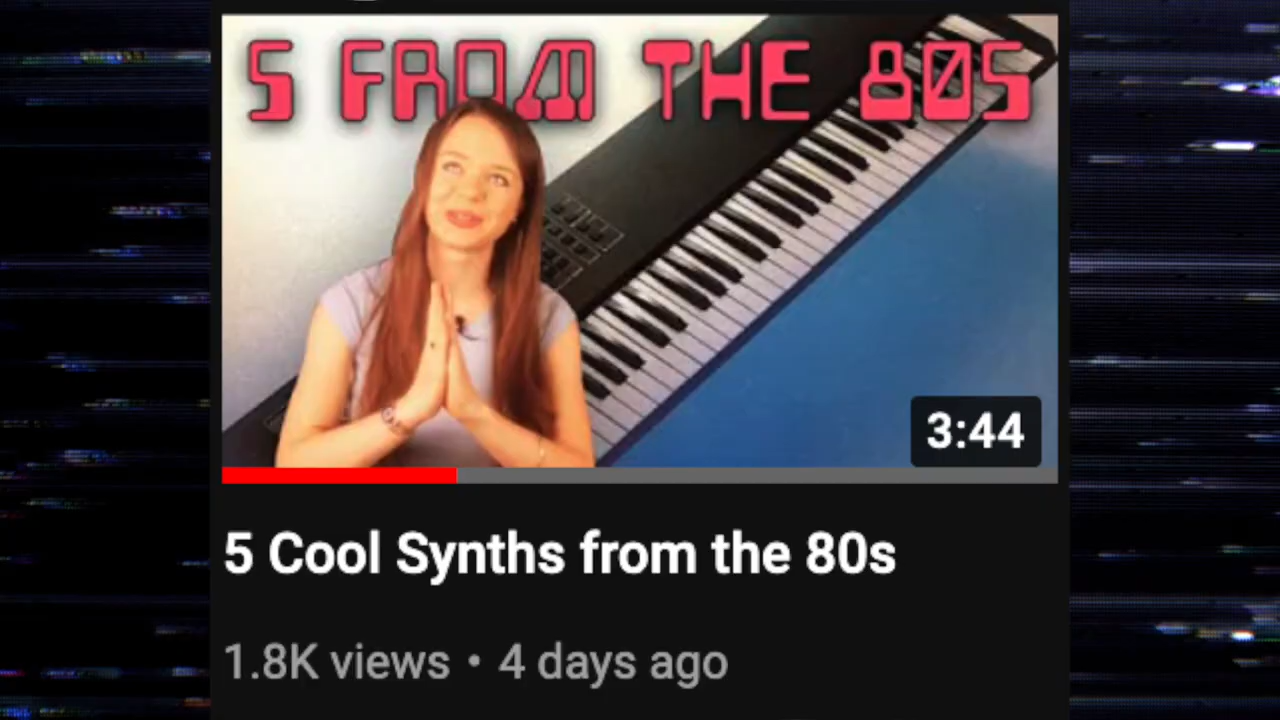 5 FROM THE 80S
3:44
5 Cool Synths from the 80s
1.8K views • 4 days ago